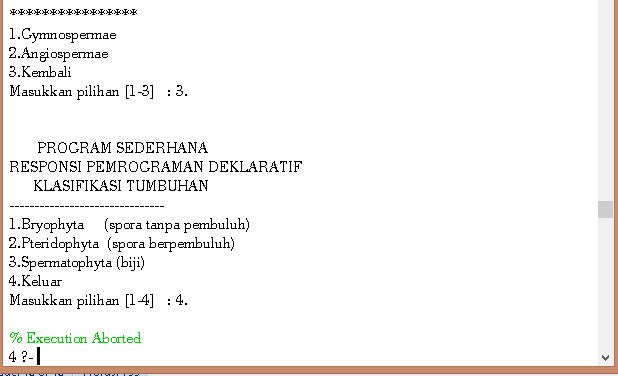 ****************
1.Gymnospermae
2.Angiospermae
3.Kembali
Masukkan pilihan [1-3]   : 3.
PROGRAM SEDERHANA
RESPONSI PEMROGRAMAN DEKLARATIF
KLASIFIKASI TUMBUHAN
-------------------------------
1.Bryophyta     (spora tanpa pembuluh)
2.Pteridophyta  (spora berpembuluh)
3.Spermatophyta (biji)
4.Keluar
Masukkan pilihan [1-4]   : 4.
% Execution Aborted
4 ?-